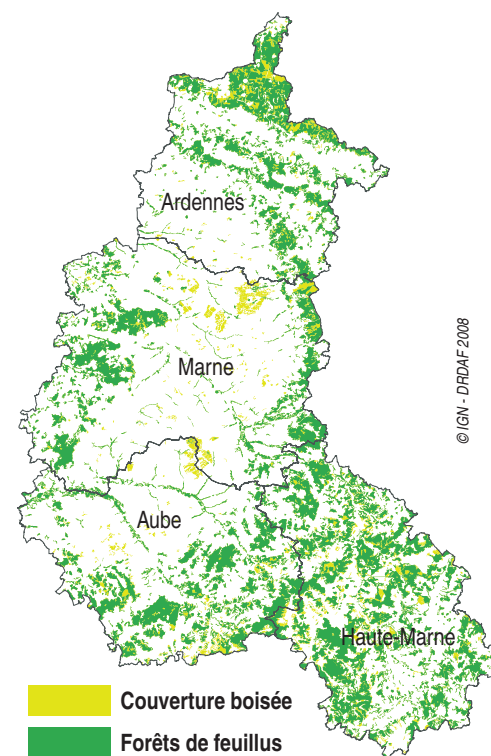 Ardennes
© IGN - DRDAF 2008
Marne
Aube
Haute-Marne
Couverture boisée
Forêts de feuillus